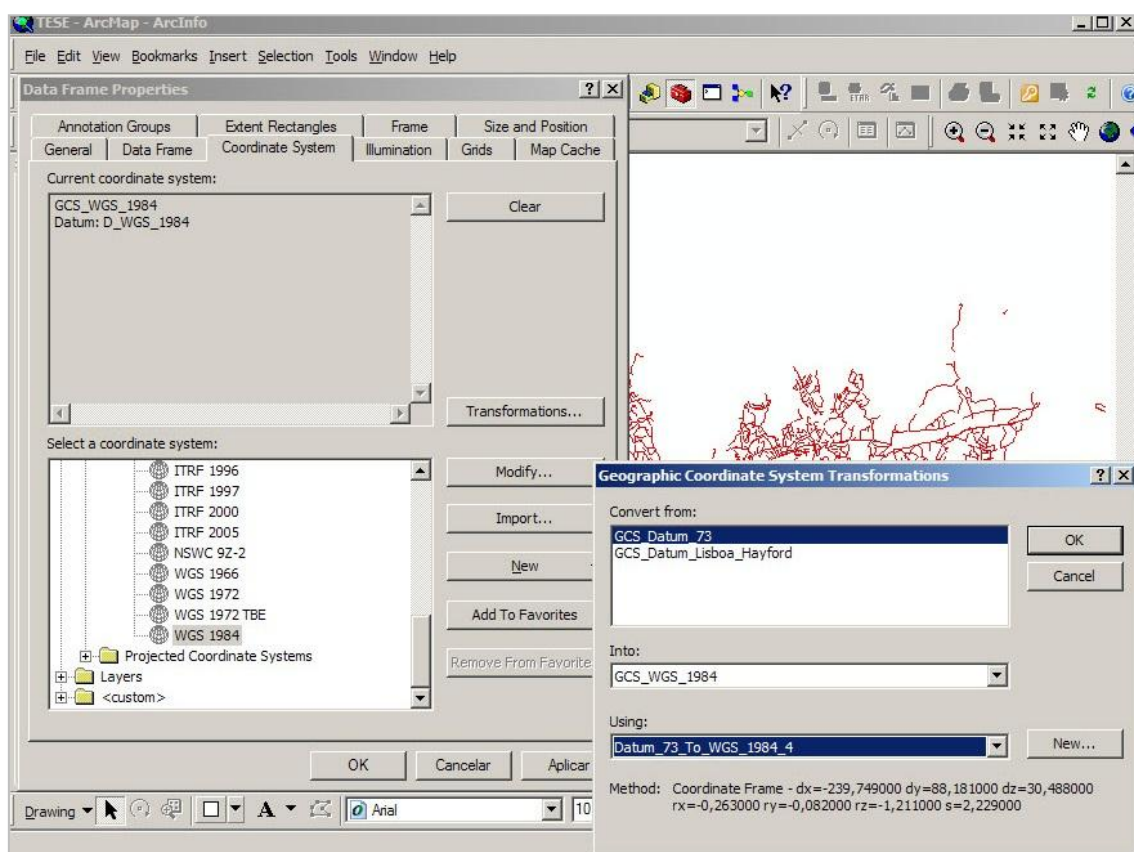 TESE - ArcMap - ArcInfo
File Edit View Bookmarks Insert Selection Tools Window Help
Data Frame Properties
Annotation Groups Extent Rectangles Frame Size and Position
General Data Frame Coordinate System Illumination Grids Map Cache
Current coordinate system:
GCS_WGS_1984
Datum: D_WGS_1984
Clear
Transformations...
Select a coordinate system:
ITRF 1996
ITRF 1997
ITRF 2000
ITRF 2005
NSWC 9Z-2
WGS 1966
WGS 1972
WGS 1972 TBE
WGS 1984
Projected Coordinate Systems
Layers
<custom>
Modify...
Import...
New
Add To Favorites
Remove From Favorite
OK Cancelar Aplicar
Drawing A Arial 10
Geographic Coordinate System Transformations
Convert from:
GCS_Datum_73
GCS_Datum_Lisboa_Hayford
OK
Cancel
Into:
GCS_WGS_1984
Using:
Datum_73_To_WGS_1984_4
New...
Method: Coordinate Frame - dx=-239,749000 dy=88,181000 dz=30,488000
rx=-0,263000 ry=-0,082000 rz=-1,211000 s=2,229000